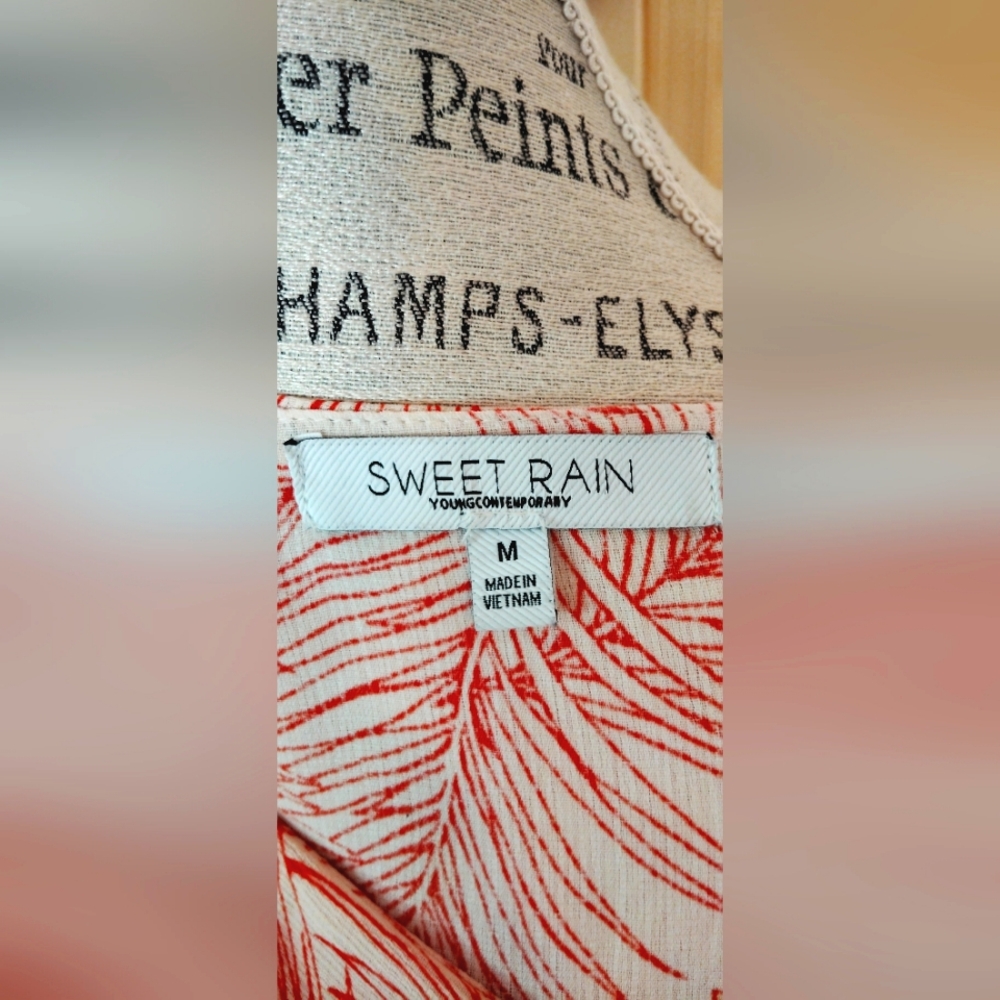 Pour
er Peints
HAMPS-ELYS
SWEET RAIN
YOUNGCONTEMPORARY
M
MADE IN
VIETNAM